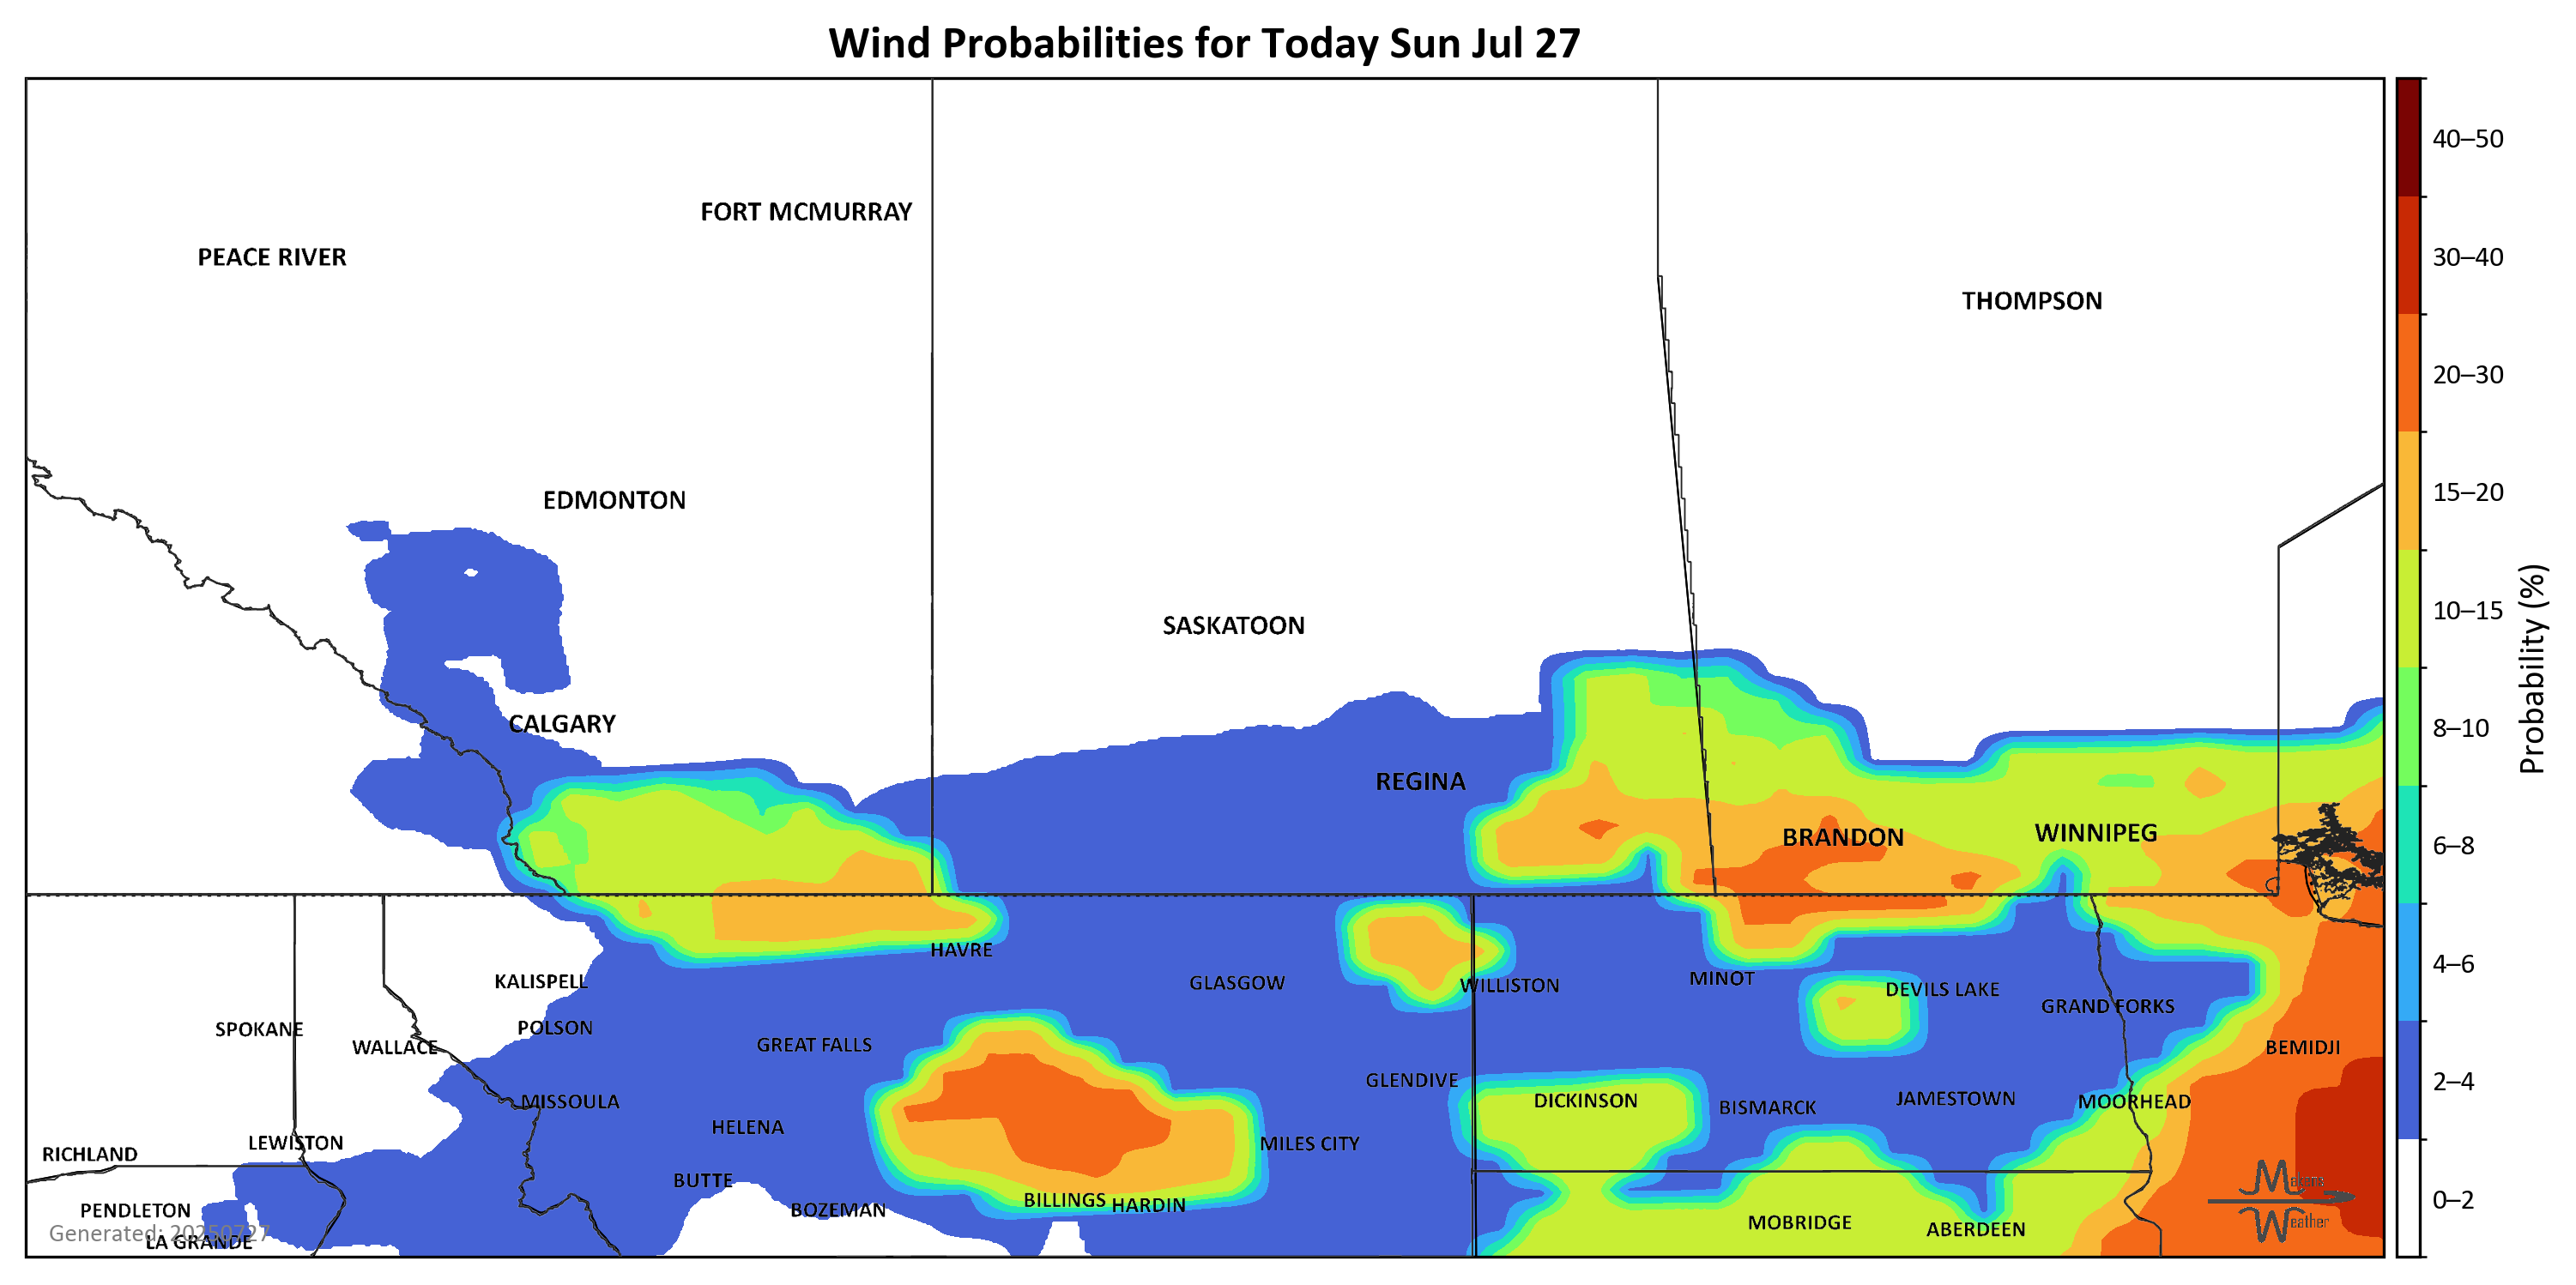 Wind Probabilities for Today Sun Jul 27
FORT MCMURRAY
PEACE RIVER
THOMPSON
EDMONTON
SASKATOON
CALGARY
REGINA
BRANDON
WINNIPEG
HAVRE
KALISPELL
GLASGOW
WILLISTON
MINOT
DEVILS LAKE
GRAND FORKS
SPOKANE
POLSON
WALLACE
GREAT FALLS
BEMIDJI
GLENDIVE
MISSOULA
DICKINSON
BISMARCK
JAMESTOWN
MOORHEAD
HELENA
LEWISTON
MILES CITY
RICHLAND
BUTTE
BILLINGS
HARDIN
PENDLETON
BOZEMAN
MOBRIDGE
ABERDEEN
Generated: 20250727
LA GRANDE
Weather
40–50
30–40
20–30
15–20
10–15
8–10
6–8
4–6
2–4
0–2
Probability (%)